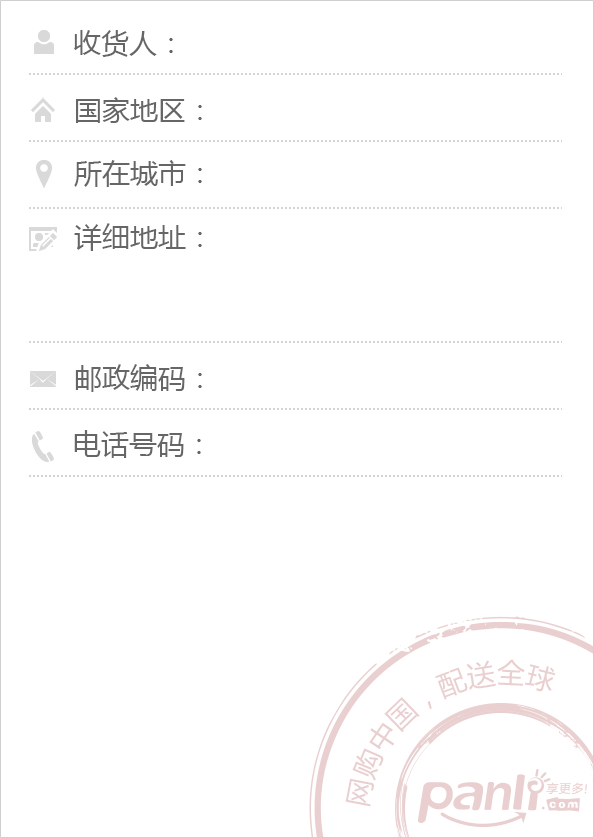 收货人：
国家地区：
所在城市：
详细地址：
邮政编码：
电话号码：
网购中国，配送全球
panli
享更多!
.com